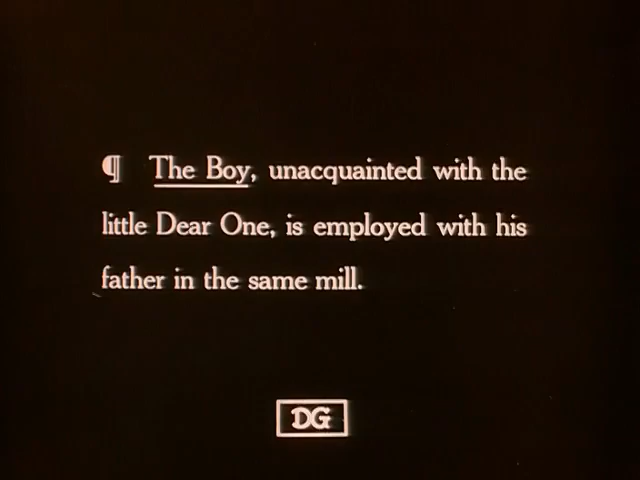 ¶ The Boy, unacquainted with the
little Dear One, is employed with his
father in the same mill.
DG